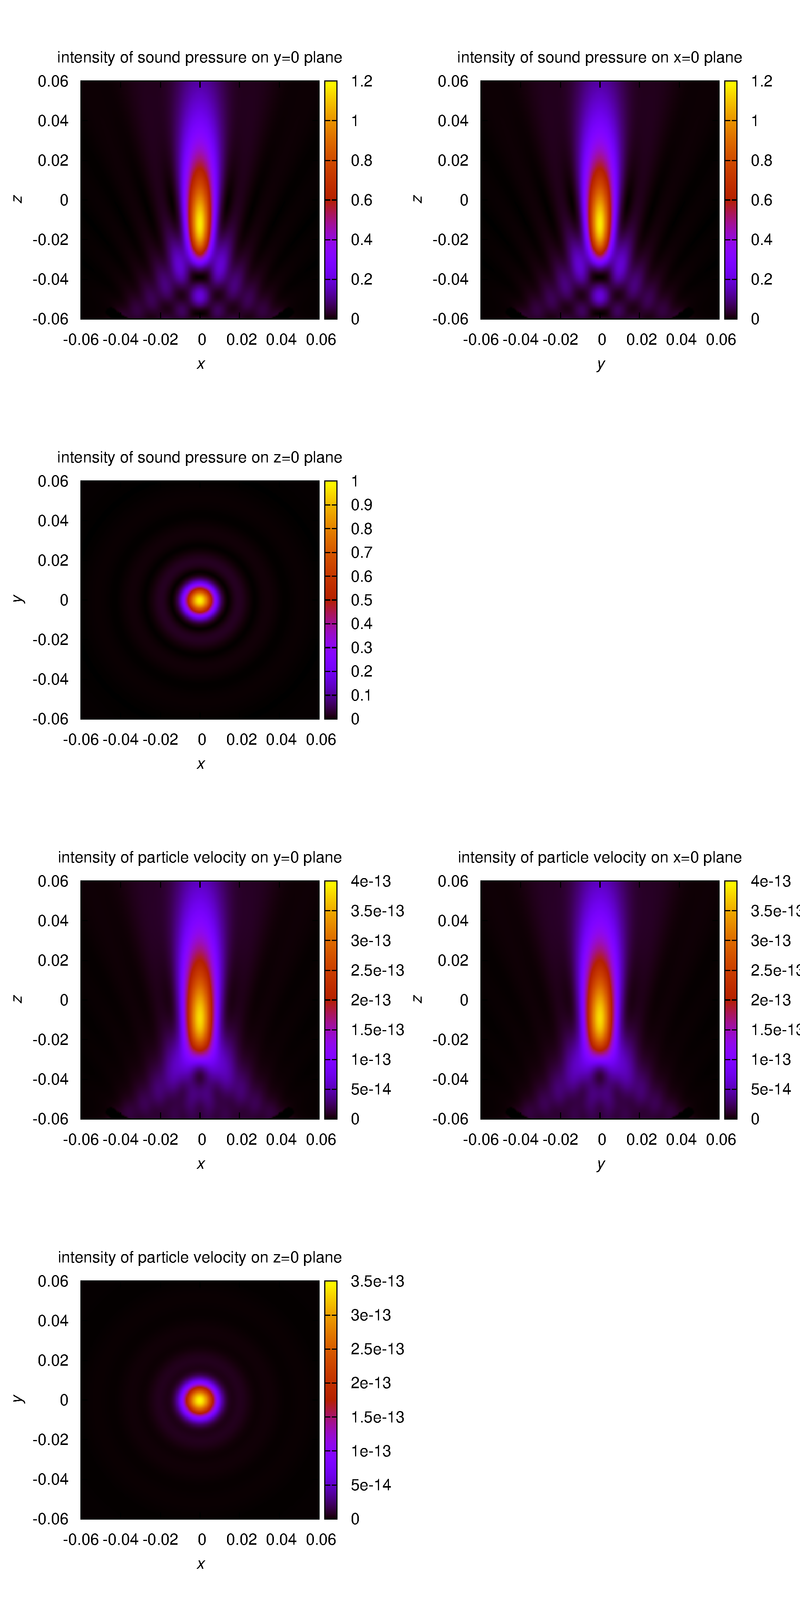 intensity of sound pressure on y=0 plane
0.06
0.04
0.02
0
-0.02
-0.04
-0.06
z
-0.06 -0.04 -0.02 0 0.02 0.04 0.06
x
1.2
1
0.8
0.6
0.4
0.2
0
intensity of sound pressure on x=0 plane
0.06
0.04
0.02
0
-0.02
-0.04
-0.06
z
-0.06 -0.04 -0.02 0 0.02 0.04 0.06
y
1.2
1
0.8
0.6
0.4
0.2
0
intensity of sound pressure on z=0 plane
0.06
0.04
0.02
0
-0.02
-0.04
-0.06
y
-0.06 -0.04 -0.02 0 0.02 0.04 0.06
x
1
0.9
0.8
0.7
0.6
0.5
0.4
0.3
0.2
0.1
0
intensity of particle velocity on y=0 plane
0.06
0.04
0.02
0
-0.02
-0.04
-0.06
z
-0.06 -0.04 -0.02 0 0.02 0.04 0.06
x
4e-13
3.5e-13
3e-13
2.5e-13
2e-13
1.5e-13
1e-13
5e-14
0
intensity of particle velocity on x=0 plane
0.06
0.04
0.02
0
-0.02
-0.04
-0.06
z
-0.06 -0.04 -0.02 0 0.02 0.04 0.06
y
4e-13
3.5e-13
3e-13
2.5e-13
2e-13
1.5e-13
1e-13
5e-14
0
intensity of particle velocity on z=0 plane
0.06
0.04
0.02
0
-0.02
-0.04
-0.06
y
-0.06 -0.04 -0.02 0 0.02 0.04 0.06
x
3.5e-13
3e-13
2.5e-13
2e-13
1.5e-13
1e-13
5e-14
0